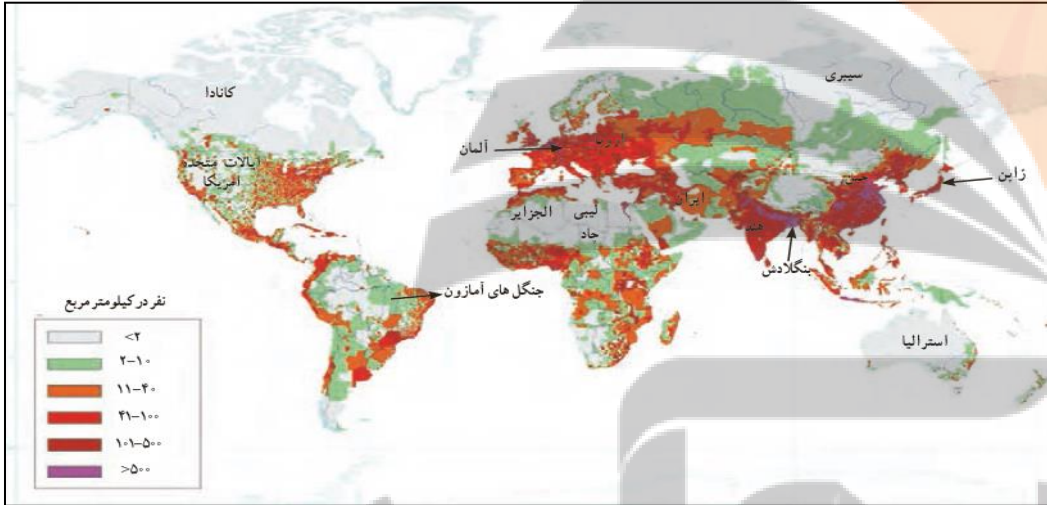 کانادا
سیبری
ایالات متحده
آمریکا
آلمان
اروپا
چین
ژاپن
ایران
الجزایر
لیبی
چاد
هند
بنگلادش
جنگل های آمازون
استرالیا
نفر در کیلومتر مربع
<۲
۲-۱۰
۱۱-۴۰
۴۱-۱۰۰
۱۰۱-۵۰۰
>۵۰۰